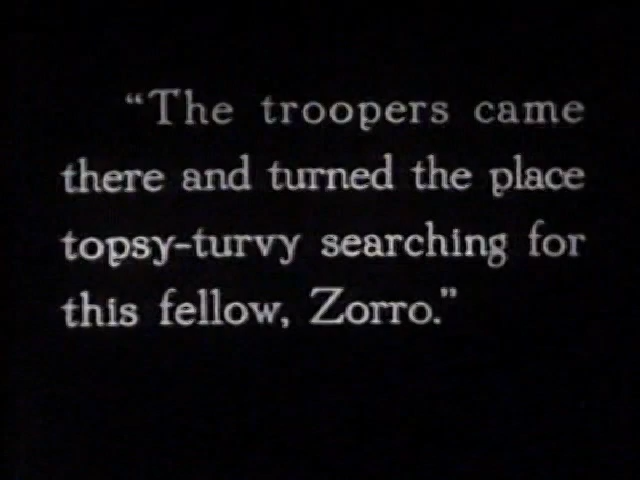 “The troopers came
there and turned the place
topsy-turvy searching for
this fellow, Zorro.”